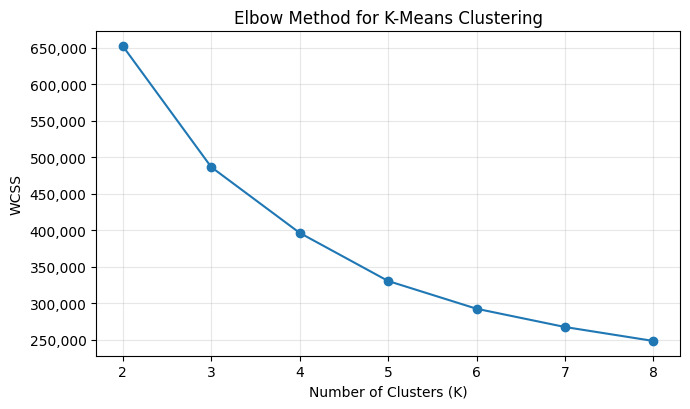 Elbow Method for K-Means Clustering
650,000
600,000
550,000
500,000
450,000
400,000
350,000
300,000
250,000
WCSS
2 3 4 5 6 7 8
Number of Clusters (K)